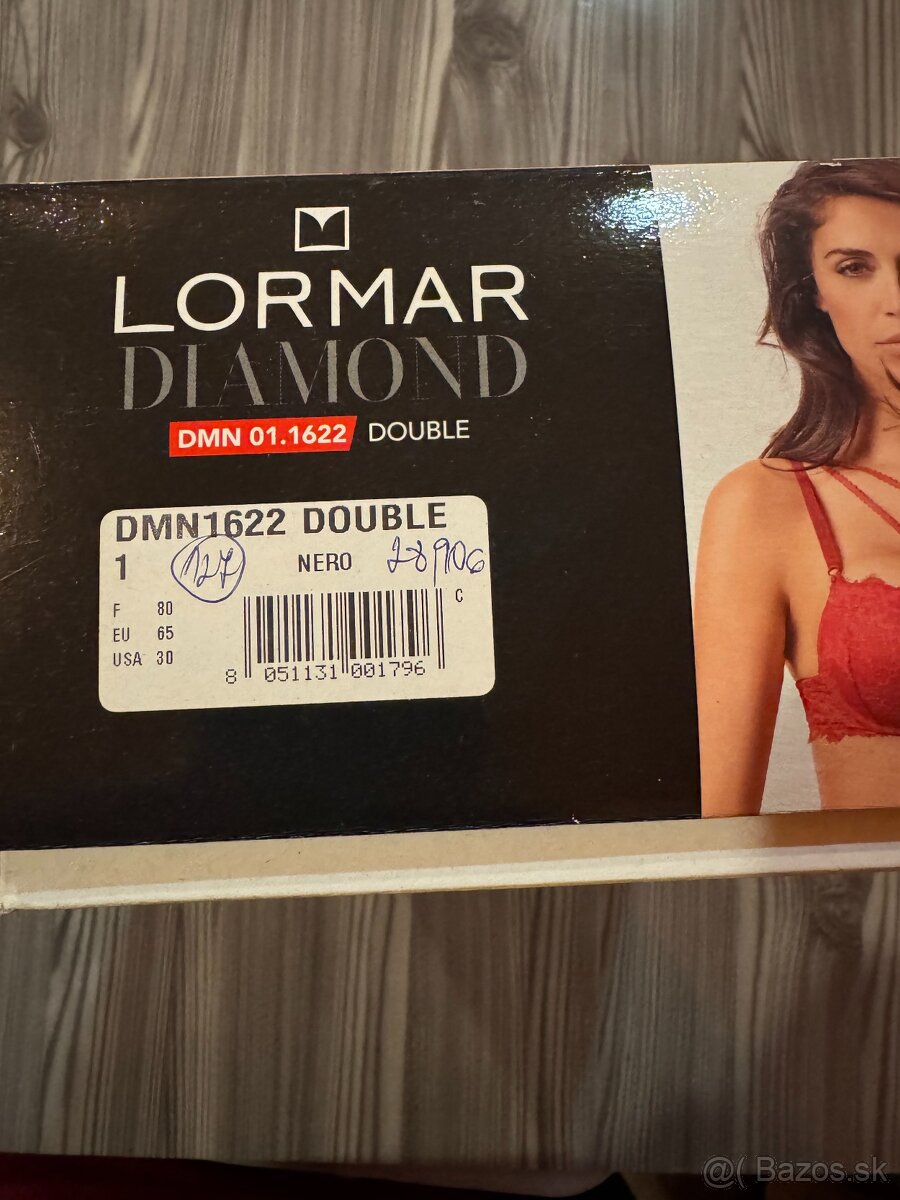 LORMAR
DIAMOND
DMN 01.1622 DOUBLE
DMN1622 DOUBLE
1 127 NERO 28906
F 80
EU 65
USA 30
C
8 051131 001796
@( Bazos.sk